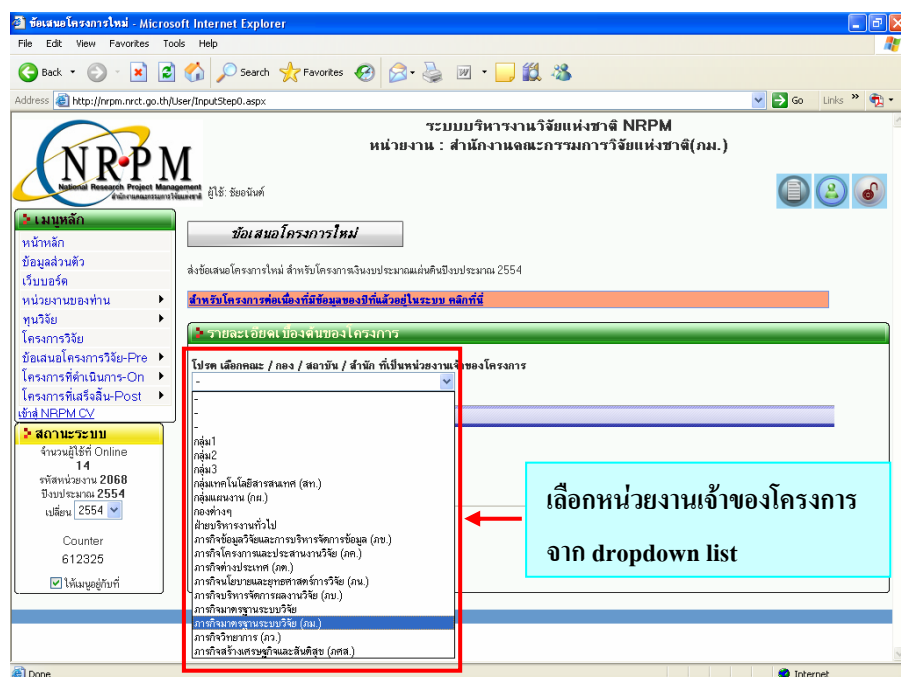 ข้อเสนอโครงการใหม่ - Microsoft Internet Explorer
File Edit View Favorites Tools Help
Back Search Favorites
Address http://nrpm.nrct.go.th/User/InputStep0.aspx Go Links »
NRPM
National Research Project Management
ระบบบริหารงานวิจัยแห่งชาติ NRPM
หน่วยงาน : สำนักงานคณะกรรมการวิจัยแห่งชาติ(ภม.)
ผู้ใช้: ชัยอนันค์
เมนูหลัก
หน้าหลัก
ข้อมูลส่วนตัว
เว็บบอร์ด
หน่วยงานของท่าน
ทุนวิจัย
โครงการวิจัย
ข้อเสนอโครงการวิจัย-Pre
โครงการที่ดำเนินการ-On
โครงการที่เสร็จสิ้น-Post
เข้าสู่ NRPM CV
สถานะระบบ
จำนวนผู้ใช้ที่ Online
14
รหัสหน่วยงาน 2068
ปีงบประมาณ 2554
เปลี่ยน 2554
Counter
612325
ให้เมนูอยู่กับที่
ข้อเสนอโครงการใหม่
ส่งข้อเสนอโครงการใหม่ สำหรับโครงการเงินงบประมาณแผ่นดินปีงบประมาณ 2554
สำหรับโครงการต่อเนื่องที่มีข้อมูลของปีที่แล้วอยู่ในระบบ คลิกที่นี่
รายละเอียดเบื้องต้นของโครงการ
โปรด เลือกคณะ / กอง / สถาบัน / สำนัก ที่เป็นหน่วยงานเจ้าของโครงการ
-
-
-
-
กลุ่ม1
กลุ่ม2
กลุ่ม3
กลุ่มเทคโนโลยีสารสนเทศ (สท.)
กลุ่มแผนงาน (กผ.)
กองต่างๆ
ฝ่ายบริหารงานทั่วไป
ภารกิจข้อมูลวิจัยและการบริหารจัดการข้อมูล (ภข.)
ภารกิจโครงการและประสานงานวิจัย (ภค.)
ภารกิจต่างประเทศ (ภต.)
ภารกิจนโยบายและยุทธศาสตร์การวิจัย (ภน.)
ภารกิจบริหารจัดการผลงานวิจัย (ภบ.)
ภารกิจมาตรฐานระบบวิจัย
ภารกิจมาตรฐานระบบวิจัย (ภม.)
ภารกิจวิทยาการ (ภว.)
ภารกิจสร้างเศรษฐกิจและสันติสุข (ภศส.)
เลือกหน่วยงานเจ้าของโครงการ
จาก dropdown list
Done Internet